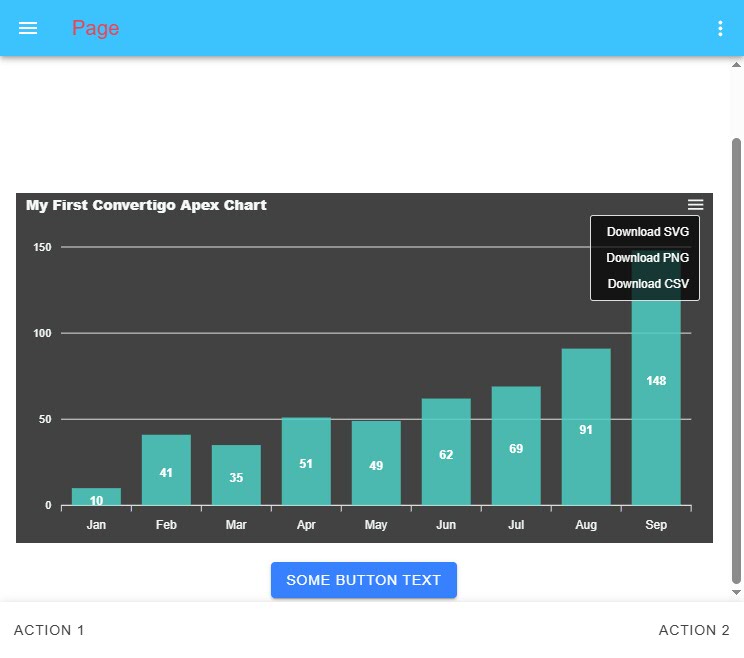 Page
My First Convertigo Apex Chart
Download SVG
Download PNG
Download CSV
150
100
50
0
10
41
35
51
49
62
69
91
148
Jan Feb Mar Apr May Jun Jul Aug Sep
SOME BUTTON TEXT
ACTION 1 ACTION 2